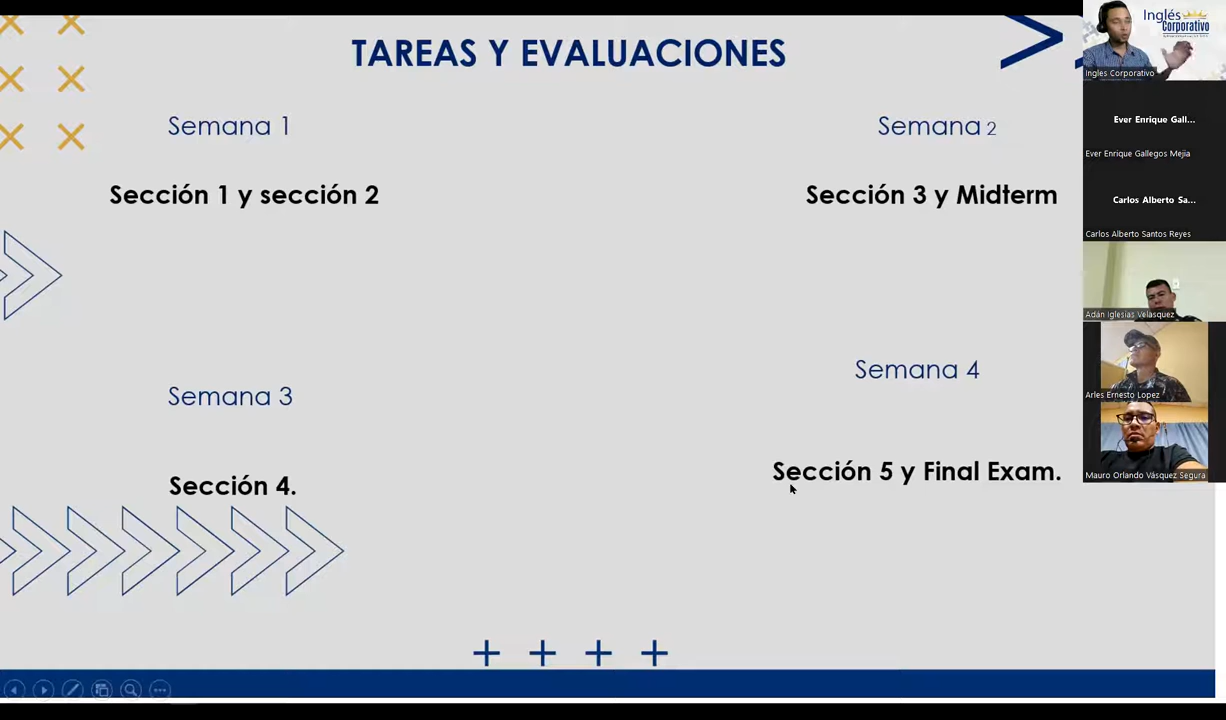 TAREAS Y EVALUACIONES
Semana 1
Semana 2
Sección 1 y sección 2
Sección 3 y Midterm
Semana 3
Semana 4
Sección 4.
Sección 5 y Final Exam.
Inglés
Corporativo
Ingles Corporativo
Ever Enrique Gall...
Ever Enrique Gallegos Mejia
Carlos Alberto Sa...
Carlos Alberto Santos Reyes
Adán Iglesias Velasquez
Arles Ernesto Lopez
Mauro Orlando Vásquez Segura